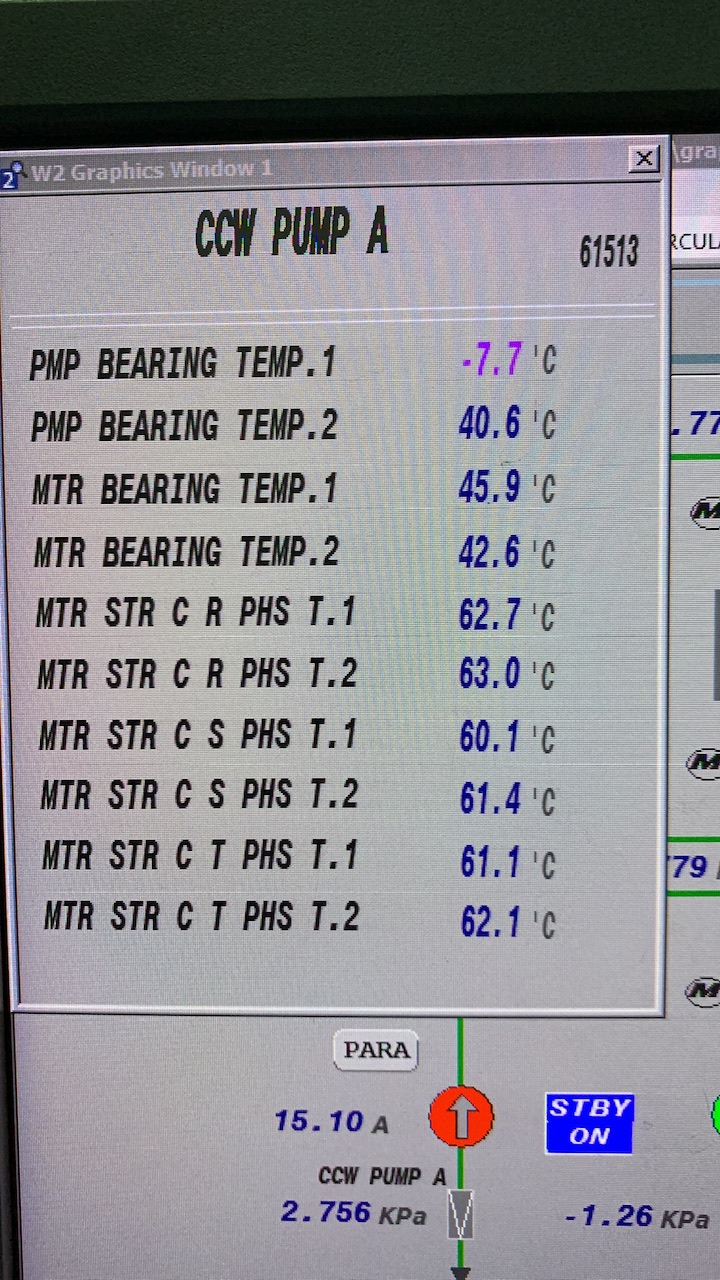 2 W2 Graphics Window 1
\gra
CCW PUMP A
61513
RCUL
PMP BEARING TEMP.1 -7.7 'C
PMP BEARING TEMP.2 40.6 'C
.77
MTR BEARING TEMP.1 45.9 'C
M
MTR BEARING TEMP.2 42.6 'C
MTR STR C R PHS T.1 62.7 'C
MTR STR C R PHS T.2 63.0 'C
MTR STR C S PHS T.1 60.1 'C
M
MTR STR C S PHS T.2 61.4 'C
MTR STR C T PHS T.1 61.1 'C
79
MTR STR C T PHS T.2 62.1 'C
M
PARA
15.10 A
STBY
ON
CCW PUMP A
2.756 KPa
-1.26 KPa